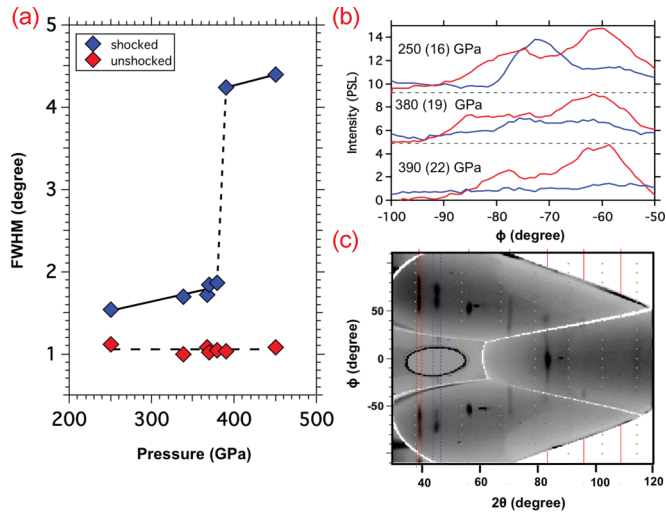 (a)
5
4
3
2
1
200
300
400
500
FWHM (degree)
Pressure (GPa)
shocked
unshocked
(b)
14
12
10
8
6
4
2
0
Intensity (PSL)
250 (16) GPa
380 (19) GPa
390 (22) GPa
-100
-90
-80
-70
-60
-50
ϕ (degree)
(c)
50
0
-50
ϕ (degree)
40
60
80
100
120
2θ (degree)